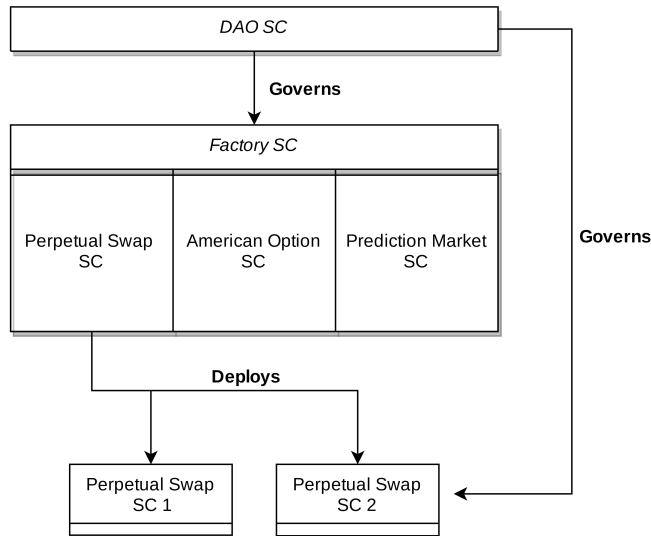 DAO SC
Governs
Factory SC
Perpetual Swap
SC
American Option
SC
Prediction Market
SC
Governs
Deploys
Perpetual Swap
SC 1
Perpetual Swap
SC 2